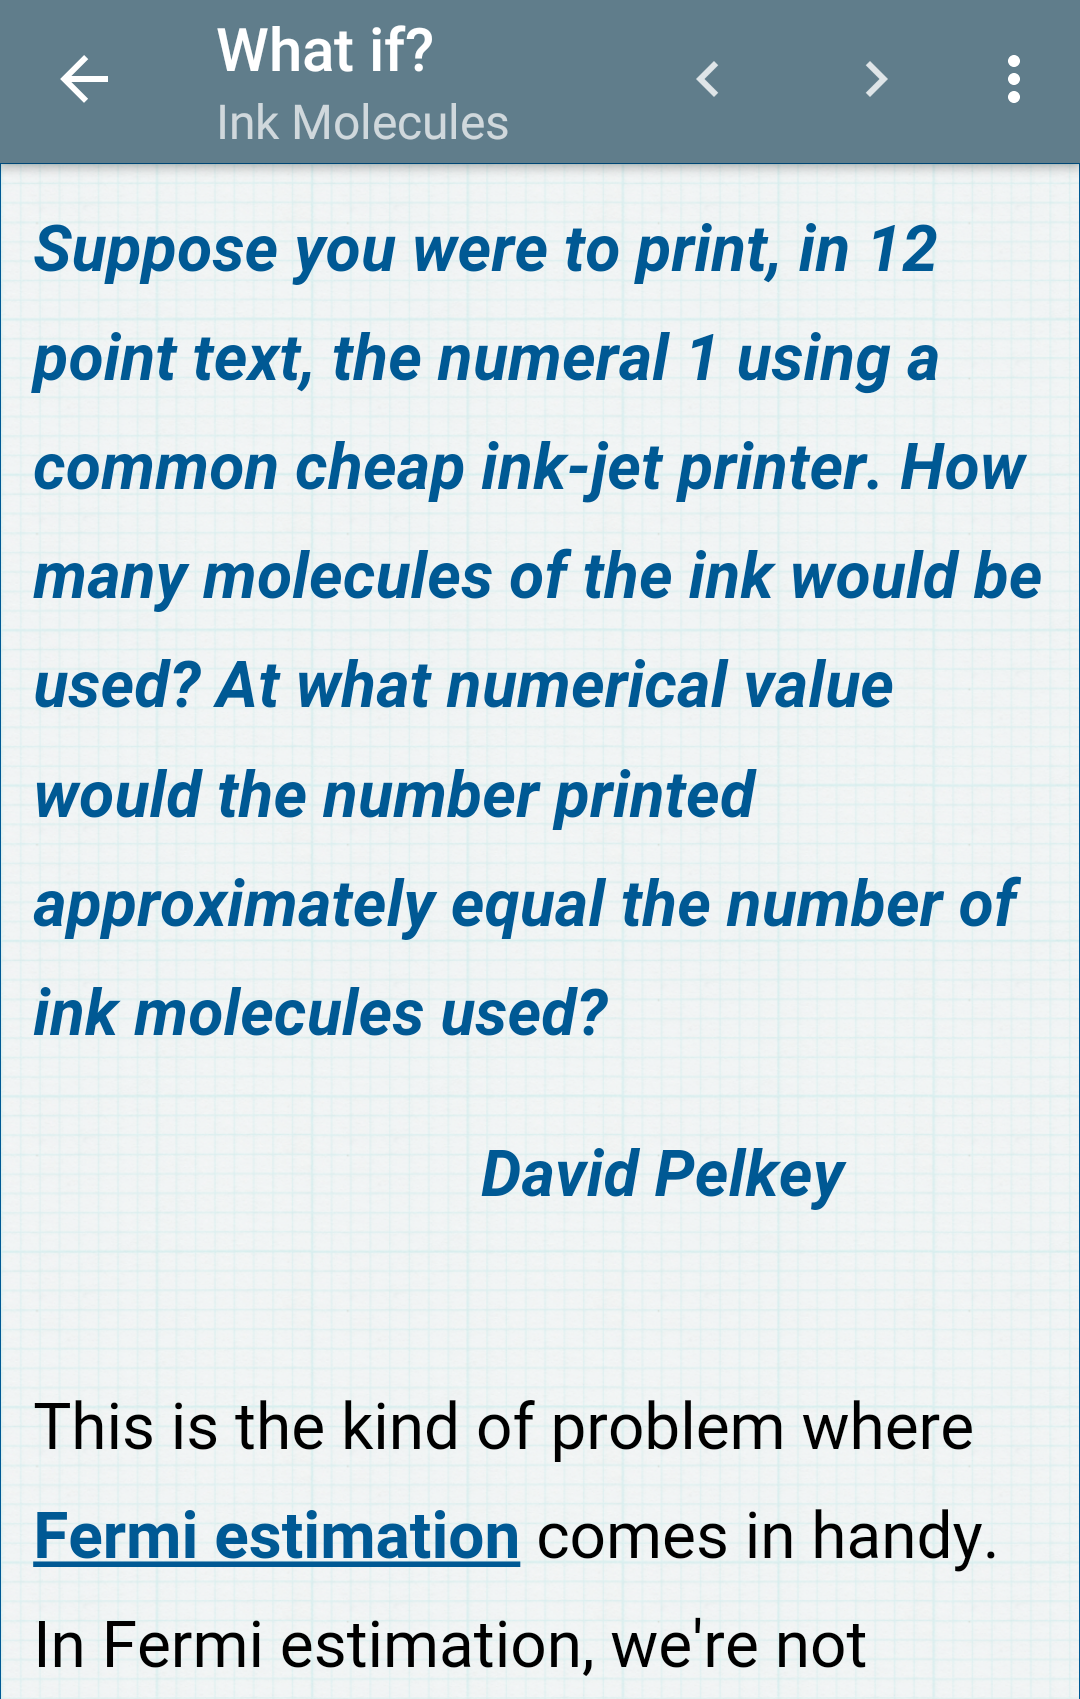 What if?
Ink Molecules
Suppose you were to print, in 12
point text, the numeral 1 using a
common cheap ink-jet printer. How
many molecules of the ink would be
used? At what numerical value
would the number printed
approximately equal the number of
ink molecules used?
David Pelkey
This is the kind of problem where
Fermi estimation comes in handy.
In Fermi estimation, we're not